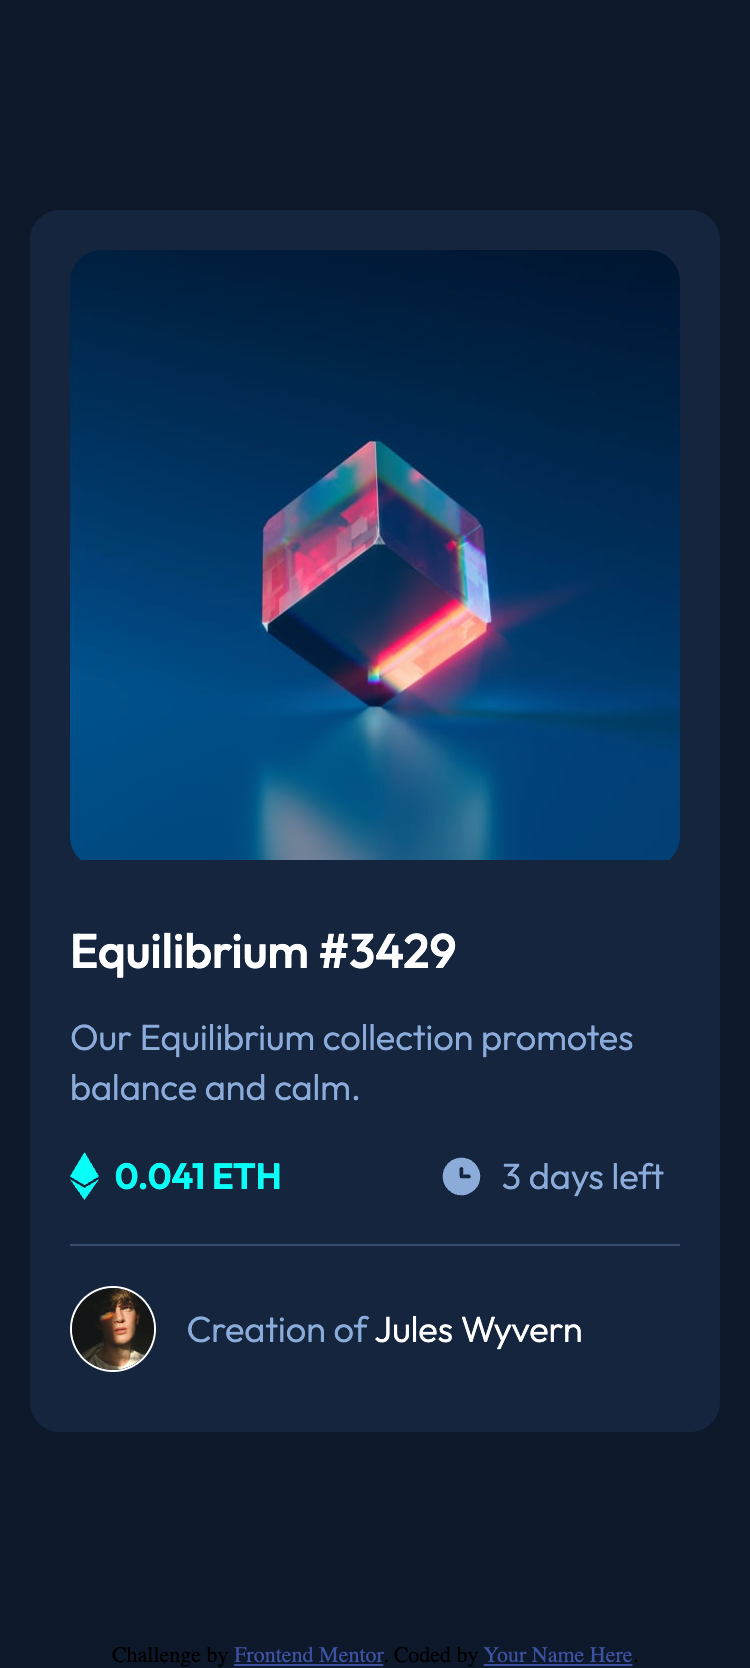 Equilibrium #3429
Our Equilibrium collection promotes
balance and calm.
0.041 ETH
3 days left
Creation of Jules Wyvern
Challenge by Frontend Mentor. Coded by Your Name Here.